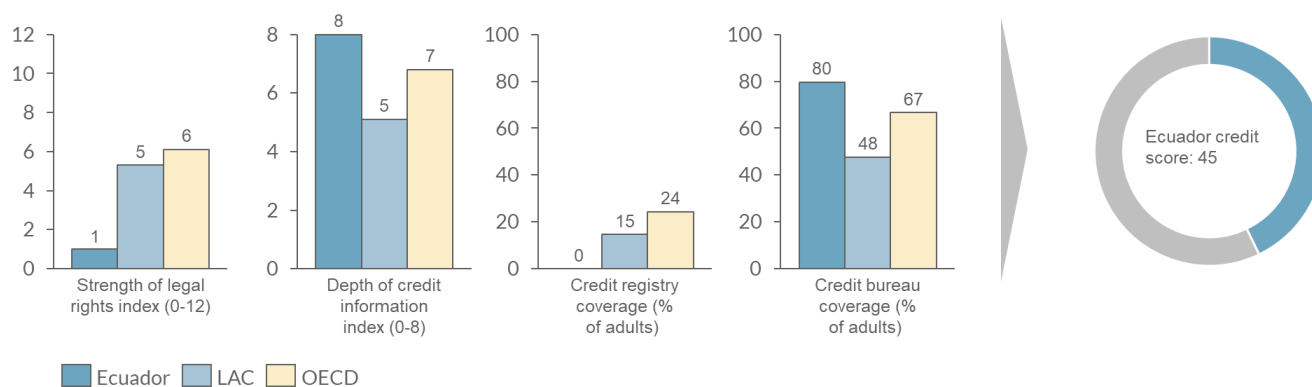 12
10
8
6
4
2
0
1
5
6
Strength of legal
rights index (0-12)
8
6
4
2
0
8
5
7
Depth of credit
information
index (0-8)
100
80
60
40
20
0
0
15
24
Credit registry
coverage (%
of adults)
100
80
60
40
20
0
80
48
67
Credit bureau
coverage (%
of adults)
Ecuador credit
score: 45
Ecuador LAC OECD